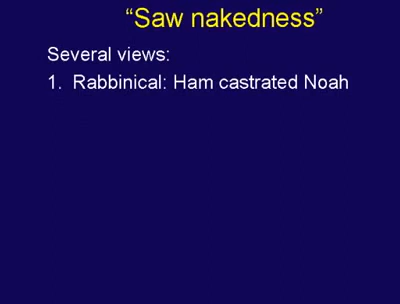 “Saw nakedness”
Several views:
1. Rabbinical: Ham castrated Noah